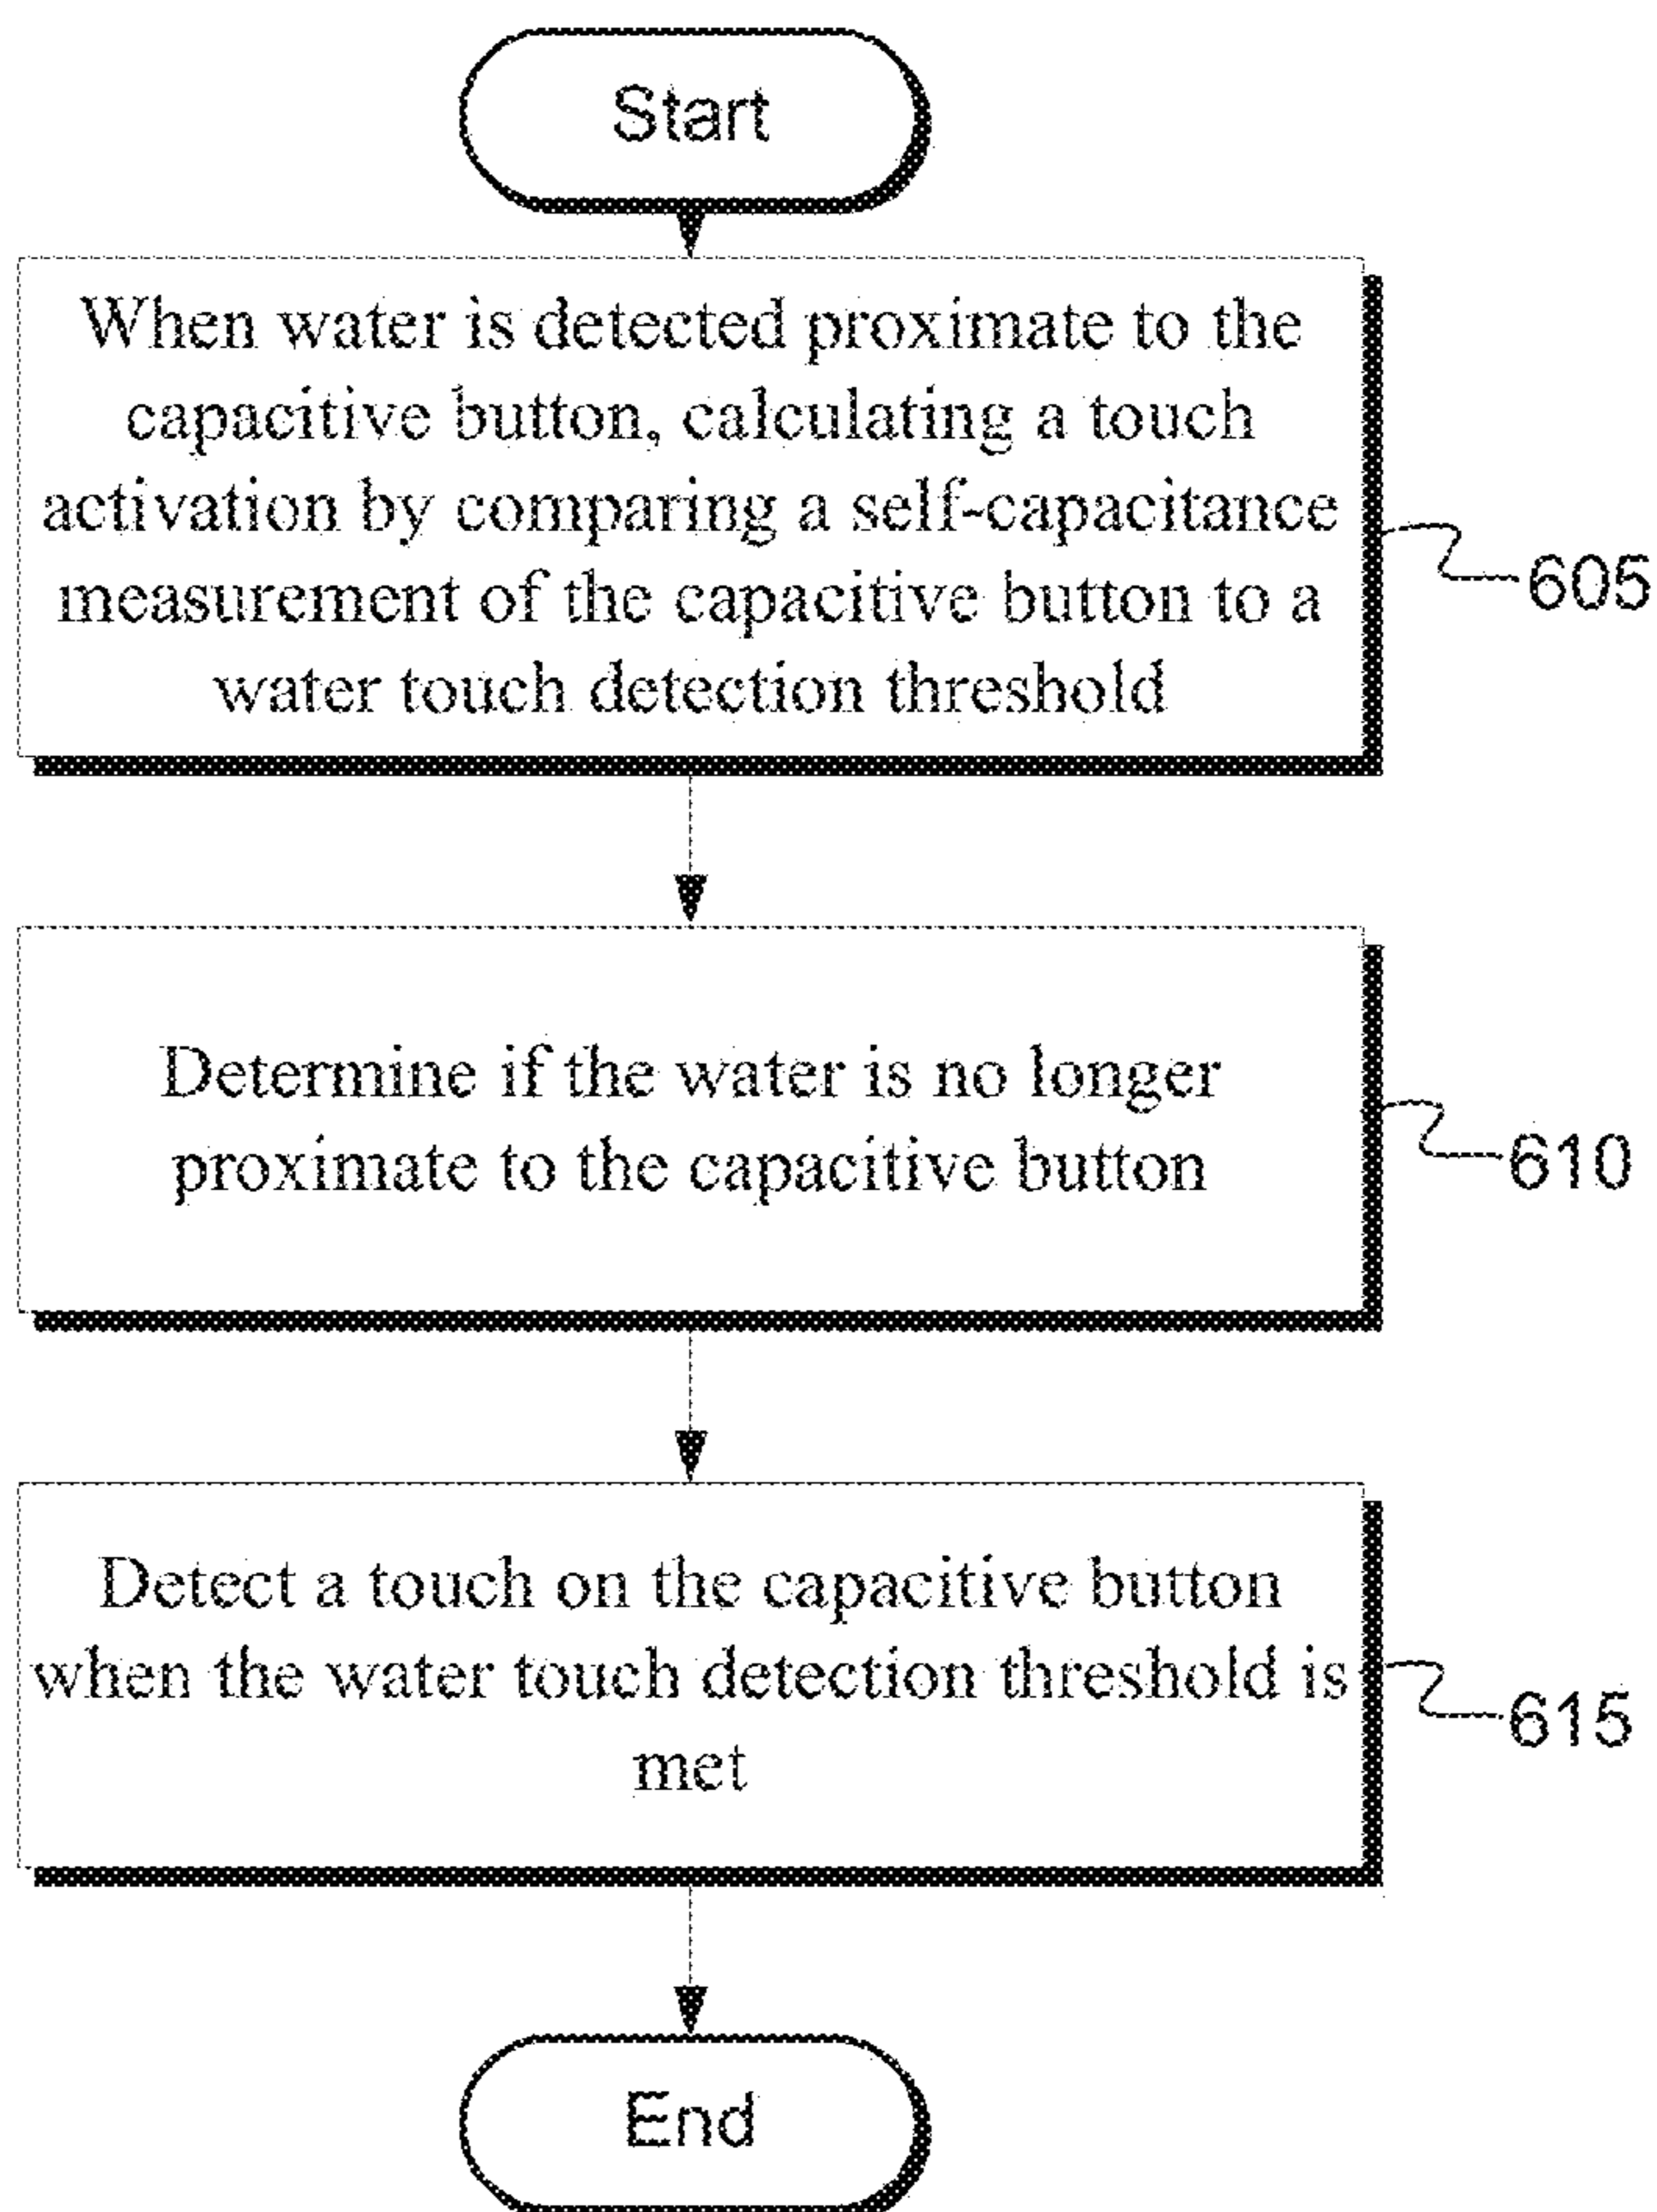 Start
When water is detected proximate to the
capacitive button, calculating a touch
activation by comparing a self-capacitance
measurement of the capacitive button to a
water touch detection threshold
605
Determine if the water is no longer
proximate to the capacitive button
610
Detect a touch on the capacitive button
when the water touch detection threshold is
met
615
End